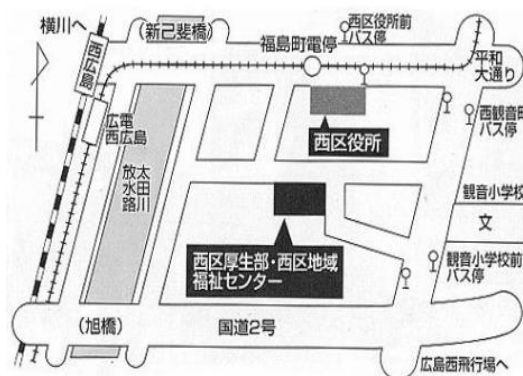 横川へ
(新己斐橋)
西広島
福島町電停
西区役所前
バス停
平和
大通り
広電
西広島
西区役所
西観音町
バス停
太田川
放水路
観音小学校
文
西区厚生部・西区地域
福祉センター
観音小学校前
バス停
(旭橋)
国道2号
広島西飛行場へ